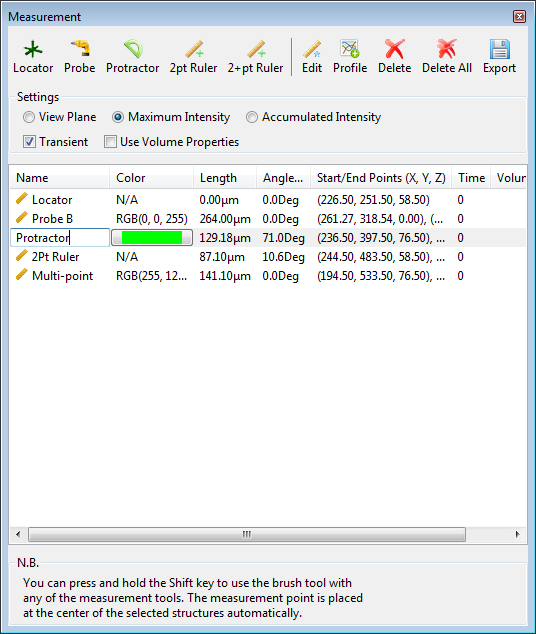 Measurement
Locator Probe Protractor 2pt Ruler 2+pt Ruler Edit Profile Delete Delete All Export
Settings
View Plane Maximum Intensity Accumulated Intensity
Transient Use Volume Properties
Name Color Length Angle... Start/End Points (X, Y, Z) Time Volun
Locator N/A 0.00µm 0.0Deg (226.50, 251.50, 58.50) 0
Probe B RGB(0, 0, 255) 264.00µm 0.0Deg (261.27, 318.54, 0.00), (... 0
Protractor 129.18µm 71.0Deg (236.50, 397.50, 76.50), ... 0
2Pt Ruler N/A 87.10µm 10.6Deg (244.50, 483.50, 58.50), ... 0
Multi-point RGB(255, 12... 141.10µm 0.0Deg (194.50, 533.50, 76.50), ... 0
N.B.
You can press and hold the Shift key to use the brush tool with
any of the measurement tools. The measurement point is placed
at the center of the selected structures automatically.